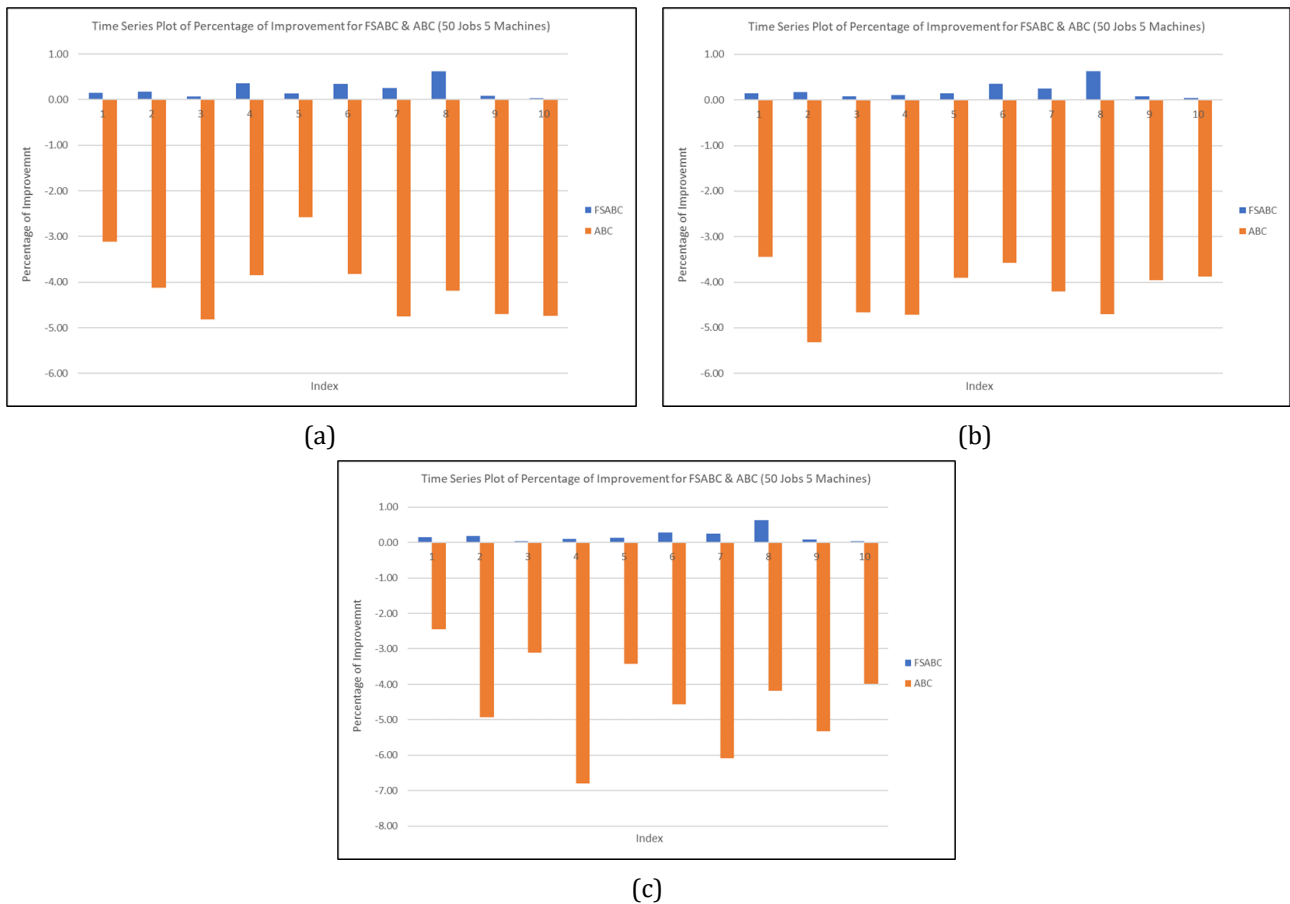 Time Series Plot of Percentage of Improvement for FSABC & ABC (50 Jobs 5 Machines)
1.00
0.00
1 2 3 4 5 6 7 8 9 10
-1.00
-2.00
-3.00
-4.00
-5.00
-6.00
Percentage of Improvemnt
FSABC
ABC
Index
(a)
Time Series Plot of Percentage of Improvement for FSABC & ABC (50 Jobs 5 Machines)
1.00
0.00
1 2 3 4 5 6 7 8 9 10
-1.00
-2.00
-3.00
-4.00
-5.00
-6.00
Percentage of Improvemnt
FSABC
ABC
Index
(b)
Time Series Plot of Percentage of Improvement for FSABC & ABC (50 Jobs 5 Machines)
1.00
0.00
1 2 3 4 5 6 7 8 9 10
-1.00
-2.00
-3.00
-4.00
-5.00
-6.00
-7.00
-8.00
Percentage of Improvemnt
FSABC
ABC
Index
(c)